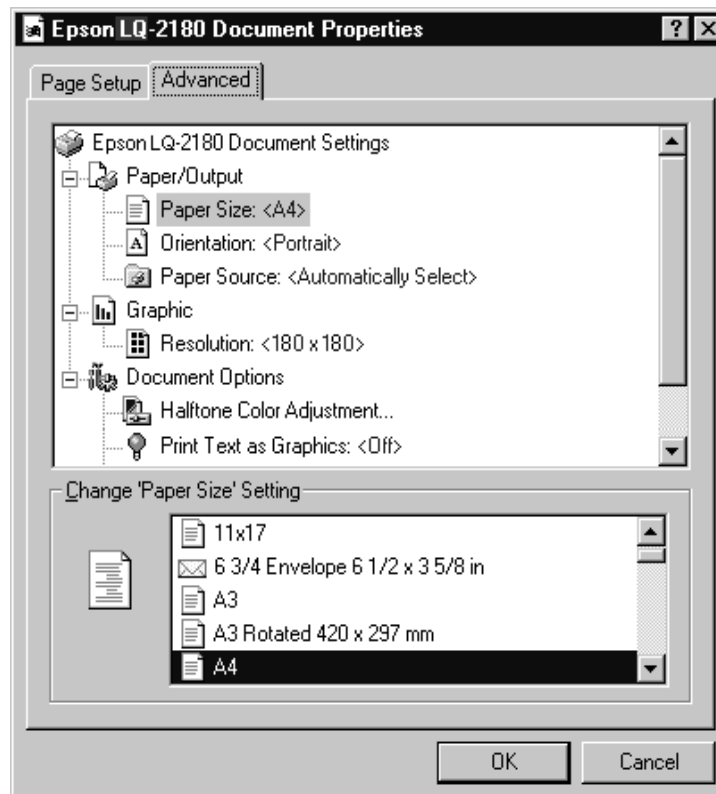 Epson LQ-2180 Document Properties
Page Setup
Advanced
Epson LQ-2180 Document Settings
Paper/Output
Paper Size: <A4>
Orientation: <Portrait>
Paper Source: <Automatically Select>
Graphic
Resolution: <180 x 180>
Document Options
Halftone Color Adjustment...
Print Text as Graphics: <Off>
Change 'Paper Size' Setting
11x17
6 3/4 Envelope 6 1/2 x 3 5/8 in
A3
A3 Rotated 420 x 297 mm
A4
OK
Cancel